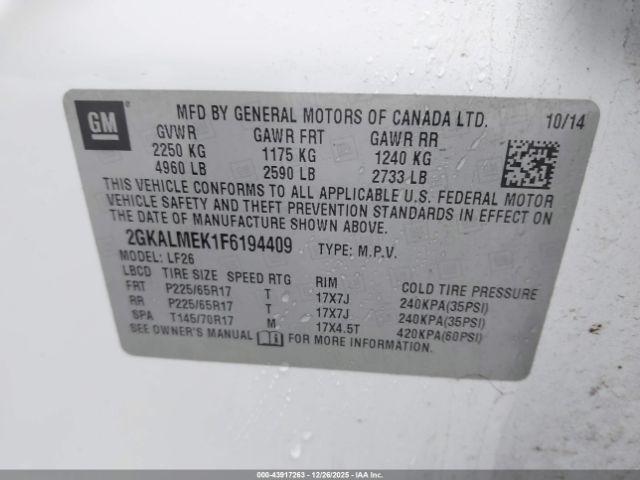 GM
MFD BY GENERAL MOTORS OF CANADA LTD. 10/14
GVWR GAWR FRT GAWR RR
2250 KG 1175 KG 1240 KG
4960 LB 2590 LB 2733 LB
THIS VEHICLE CONFORMS TO ALL APPLICABLE U.S. FEDERAL MOTOR
VEHICLE SAFETY AND THEFT PREVENTION STANDARDS IN EFFECT ON
THE DATE OF MANUFACTURE SHOWN ABOVE.
2GKALMEK1F6194409 TYPE: M.P.V.
MODEL: LF26
LBCD TIRE SIZE SPEED RTG RIM COLD TIRE PRESSURE
FRT P225/65R17 T 17X7J 240KPA(35PSI)
RR P225/65R17 T 17X7J 240KPA(35PSI)
SPA T145/70R17 M 17X4.5T 420KPA(60PSI)
SEE OWNER'S MANUAL FOR MORE INFORMATION.
000-43917263 - 12/26/2025 - COPART